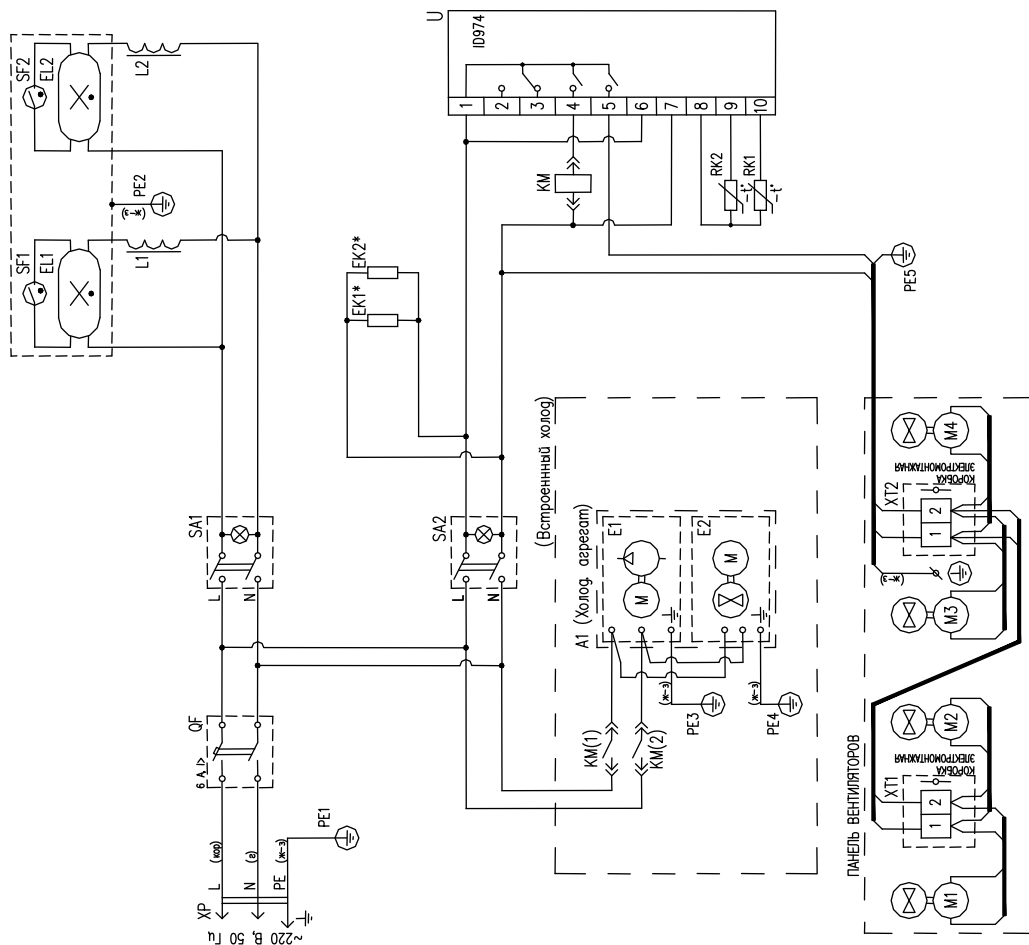 ~220 В, 50 Гц
XP
L
(кор)
N
(г)
PE
(ж-з)
PE1
6 A I>
QF
L
N
SA1
L
N
SA2
SF1
EL1
L1
PE2
(ж-з)
SF2
EL2
L2
EK1*
EK2*
U
ID974
1
2
3
4
5
6
7
8
9
10
KM
RK2
-t°
RK1
-t°
PE5
(Встроеннный холод)
A1 (Холод. агрегат)
E1
M
E2
M
KM(1)
KM(2)
(ж-з)
PE3
(ж-з)
PE4
ПАНЕЛЬ ВЕНТИЛЯТОРОВ
M1
XT1
1
2
КОРОБКА
ЭЛЕКТРОМОНТАЖНАЯ
M2
M3
(ж-з)
XT2
1
2
КОРОБКА
ЭЛЕКТРОМОНТАЖНАЯ
M4